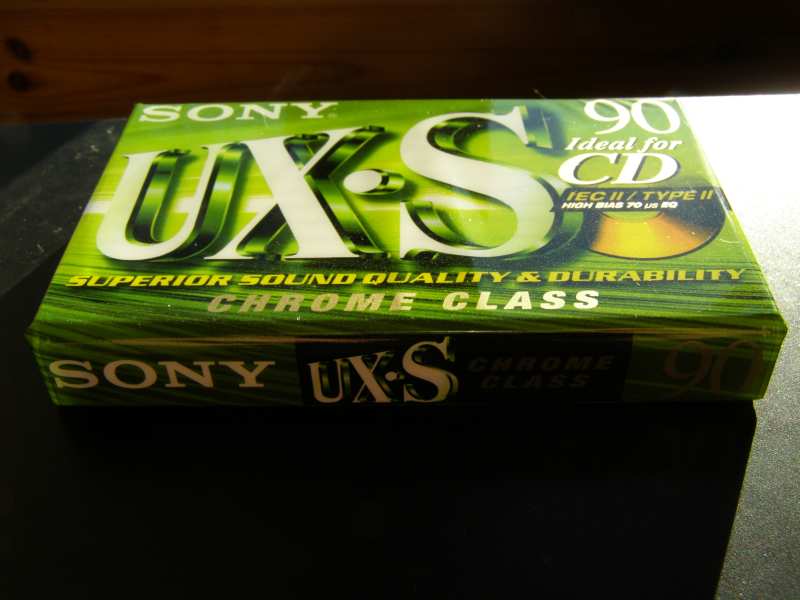 SONY
90
UX·S
Ideal for
CD
IEC II / TYPE II
HIGH BIAS 70 μs EQ
SUPERIOR SOUND QUALITY & DURABILITY
CHROME CLASS
SONY
UX·S
CHROME
CLASS
90